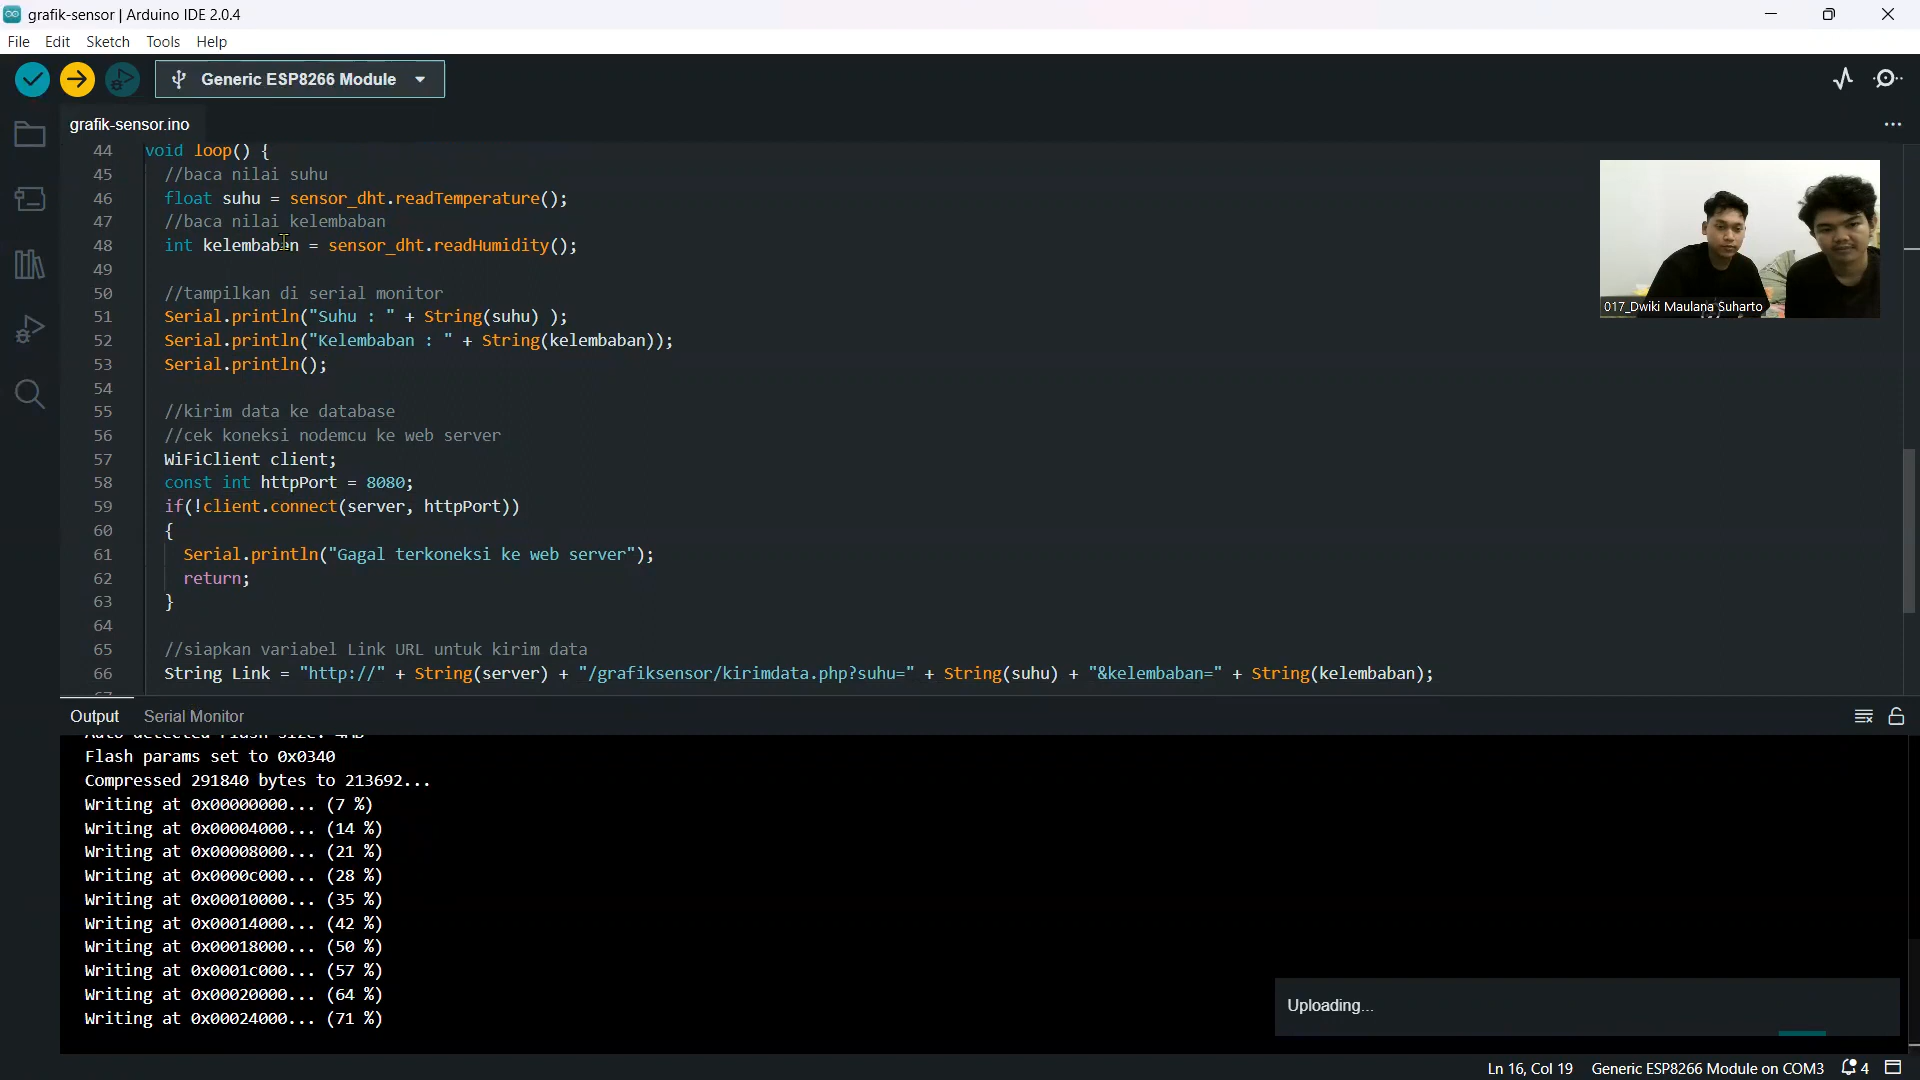 grafik-sensor | Arduino IDE 2.0.4
File Edit Sketch Tools Help
Generic ESP8266 Module
grafik-sensor.ino
44 void loop() {
45 //baca nilai suhu
46 float suhu = sensor_dht.readTemperature();
47 //baca nilai kelembaban
48 int kelembaban = sensor_dht.readHumidity();
49
50 //tampilkan di serial monitor
51 Serial.println("Suhu : " + String(suhu) );
52 Serial.println("Kelembaban : " + String(kelembaban));
53 Serial.println();
54
55 //kirim data ke database
56 //cek koneksi nodemcu ke web server
57 WiFiClient client;
58 const int httpPort = 8080;
59 if(!client.connect(server, httpPort))
60 {
61 Serial.println("Gagal terkoneksi ke web server");
62 return;
63 }
64
65 //siapkan variabel Link URL untuk kirim data
66 String Link = "http://" + String(server) + "/grafiksensor/kirimdata.php?suhu=" + String(suhu) + "&kelembaban=" + String(kelembaban);
017_Dwiki Maulana Suharto
Output Serial Monitor
Flash params set to 0x0340
Compressed 291840 bytes to 213692...
Writing at 0x00000000... (7 %)
Writing at 0x00004000... (14 %)
Writing at 0x00008000... (21 %)
Writing at 0x0000c000... (28 %)
Writing at 0x00010000... (35 %)
Writing at 0x00014000... (42 %)
Writing at 0x00018000... (50 %)
Writing at 0x0001c000... (57 %)
Writing at 0x00020000... (64 %)
Writing at 0x00024000... (71 %)
Uploading...
Ln 16, Col 19 Generic ESP8266 Module on COM3 4